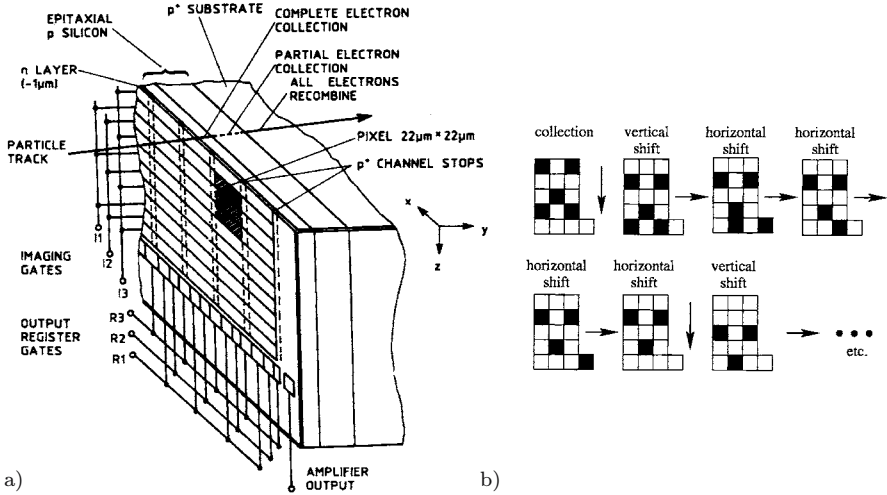 p⁺ SUBSTRATE
EPITAXIAL
p SILICON
COMPLETE ELECTRON
COLLECTION
n LAYER
(~1μm)
PARTIAL ELECTRON
COLLECTION
ALL ELECTRONS
RECOMBINE
PARTICLE
TRACK
PIXEL 22μm × 22μm
p⁺ CHANNEL STOPS
x
y
z
I1
I2
I3
IMAGING
GATES
OUTPUT
REGISTER
GATES
R3
R2
R1
AMPLIFIER
OUTPUT
a)
collection
vertical
shift
horizontal
shift
horizontal
shift
horizontal
shift
horizontal
shift
vertical
shift
etc.
b)